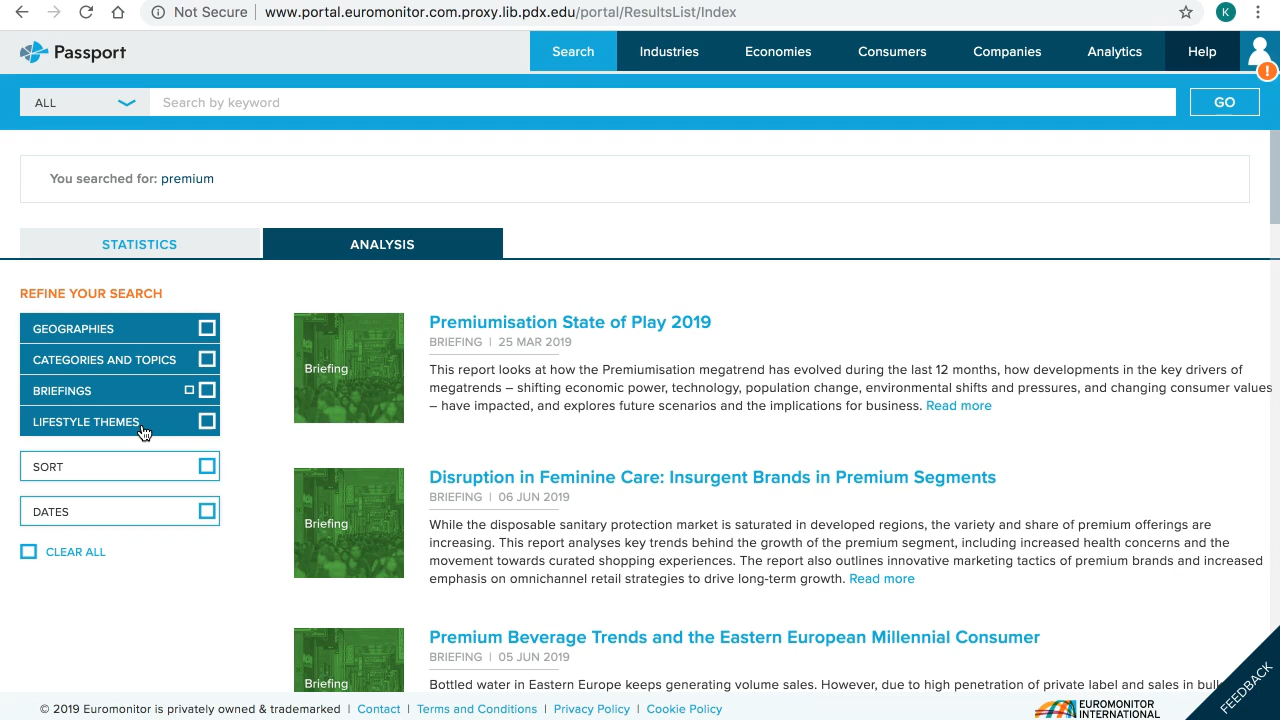 Not Secure www.portal.euromonitor.com.proxy.lib.pdx.edu/portal/ResultsList/Index K
Passport Search Industries Economies Consumers Companies Analytics Help !
ALL Search by keyword GO
You searched for: premium
STATISTICS ANALYSIS
REFINE YOUR SEARCH
GEOGRAPHIES
CATEGORIES AND TOPICS
BRIEFINGS
LIFESTYLE THEMES
SORT
DATES
CLEAR ALL
Briefing
Premiumisation State of Play 2019
BRIEFING | 25 MAR 2019
This report looks at how the Premiumisation megatrend has evolved during the last 12 months, how developments in the key drivers of
megatrends – shifting economic power, technology, population change, environmental shifts and pressures, and changing consumer values
– have impacted, and explores future scenarios and the implications for business. Read more
Briefing
Disruption in Feminine Care: Insurgent Brands in Premium Segments
BRIEFING | 06 JUN 2019
While the disposable sanitary protection market is saturated in developed regions, the variety and share of premium offerings are
increasing. This report analyses key trends behind the growth of the premium segment, including increased health concerns and the
movement towards curated shopping experiences. The report also outlines innovative marketing tactics of premium brands and increased
emphasis on omnichannel retail strategies to drive long-term growth. Read more
Briefing
Premium Beverage Trends and the Eastern European Millennial Consumer
BRIEFING | 05 JUN 2019
Bottled water in Eastern Europe keeps generating volume sales. However, due to high penetration of private label and sales in bulk
FEEDBACK
© 2019 Euromonitor is privately owned & trademarked | Contact | Terms and Conditions | Privacy Policy | Cookie Policy
EUROMONITOR
INTERNATIONAL